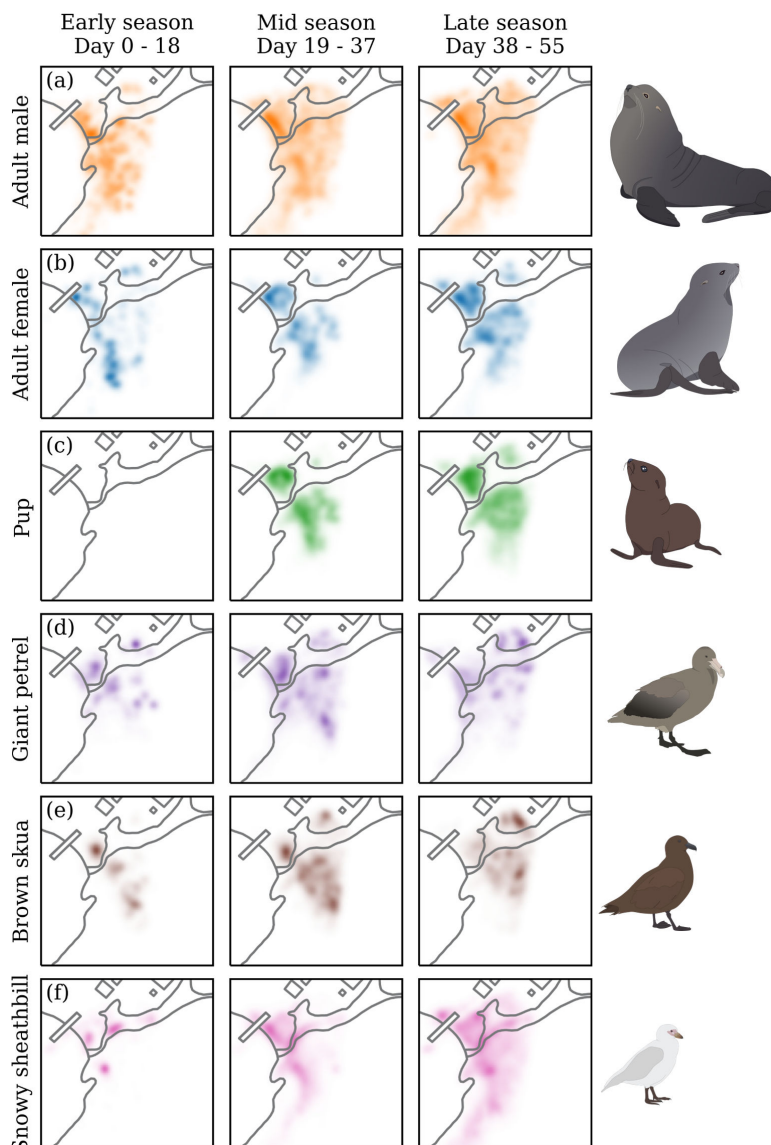 Early season
Day 0 - 18
Mid season
Day 19 - 37
Late season
Day 38 - 55
(a)
Adult male
(b)
Adult female
(c)
Pup
(d)
Giant petrel
(e)
Brown skua
(f)
Snowy sheathbill